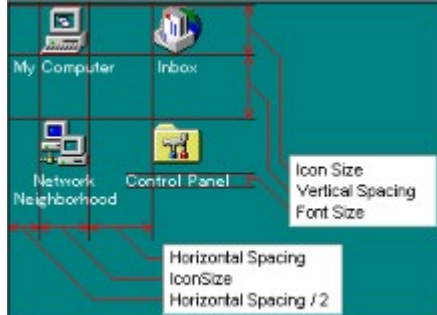 My Computer
Inbox
Network
Neighborhood
Control Panel
Icon Size
Vertical Spacing
Font Size
Horizontal Spacing
IconSize
Horizontal Spacing / 2